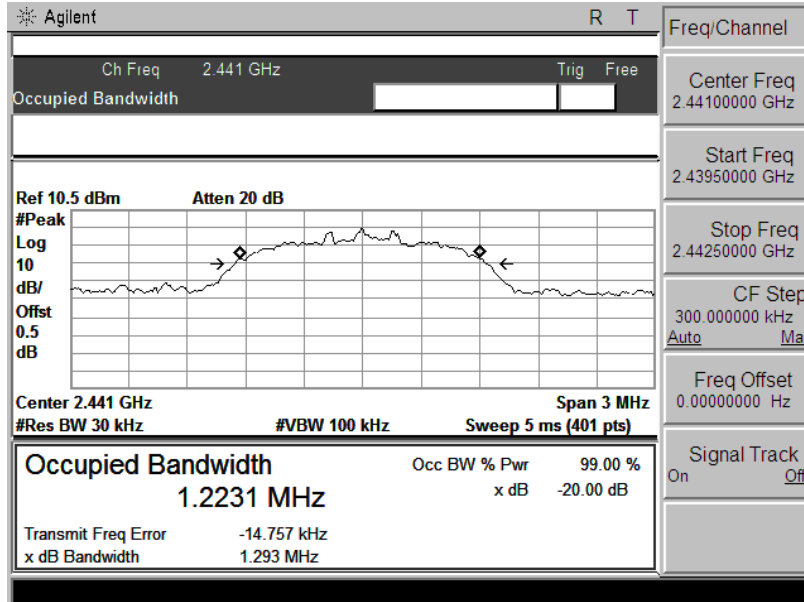 Agilent R T
Ch Freq 2.441 GHz Trig Free
Occupied Bandwidth
Ref 10.5 dBm Atten 20 dB
#Peak
Log
10
dB/
Offst
0.5
dB
Center 2.441 GHz Span 3 MHz
#Res BW 30 kHz #VBW 100 kHz Sweep 5 ms (401 pts)
Occupied Bandwidth Occ BW % Pwr 99.00 %
1.2231 MHz x dB -20.00 dB
Transmit Freq Error -14.757 kHz
x dB Bandwidth 1.293 MHz
Freq/Channel
Center Freq
2.44100000 GHz
Start Freq
2.43950000 GHz
Stop Freq
2.44250000 GHz
CF Step
300.000000 kHz
Auto Ma
Freq Offset
0.00000000 Hz
Signal Track
On Off